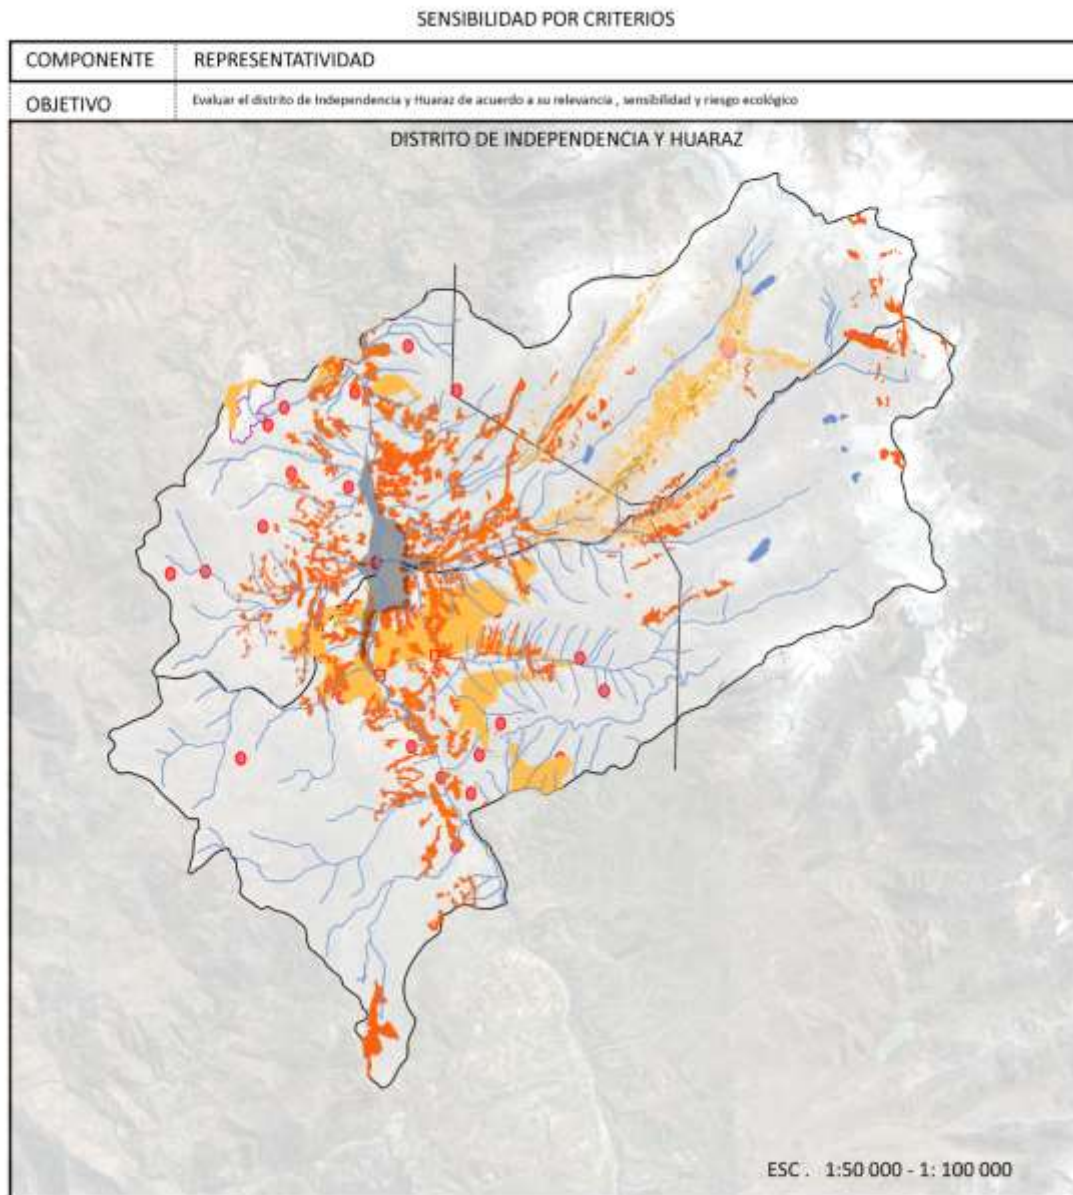 SENSIBILIDAD POR CRITERIOS
COMPONENTE REPRESENTATIVIDAD
OBJETIVO Evaluar el distrito de Independencia y Huaraz de acuerdo a su relevancia , sensibilidad y riesgo ecológico
DISTRITO DE INDEPENDENCIA Y HUARAZ
ESC . 1:50 000 - 1: 100 000